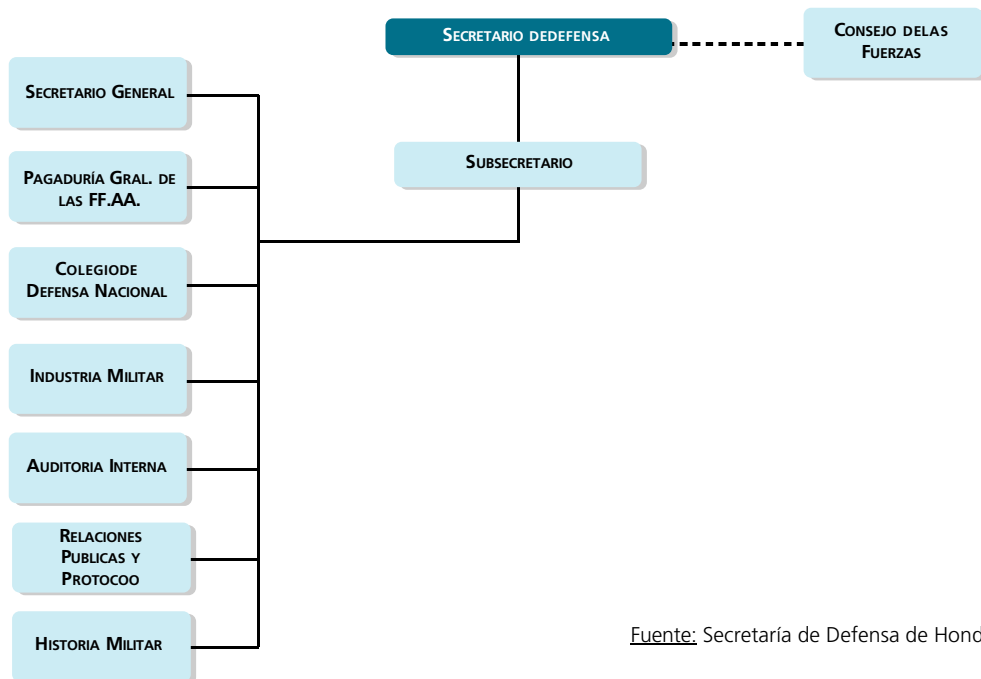 SECRETARIO DEDEFENSA
CONSEJO DELAS
FUERZAS
SECRETARIO GENERAL
SUBSECRETARIO
PAGADURÍA GRAL. DE
LAS FF.AA.
COLEGIODE
DEFENSA NACIONAL
INDUSTRIA MILITAR
AUDITORIA INTERNA
RELACIONES
PUBLICAS Y
PROTOCOO
HISTORIA MILITAR
Fuente: Secretaría de Defensa de Hond